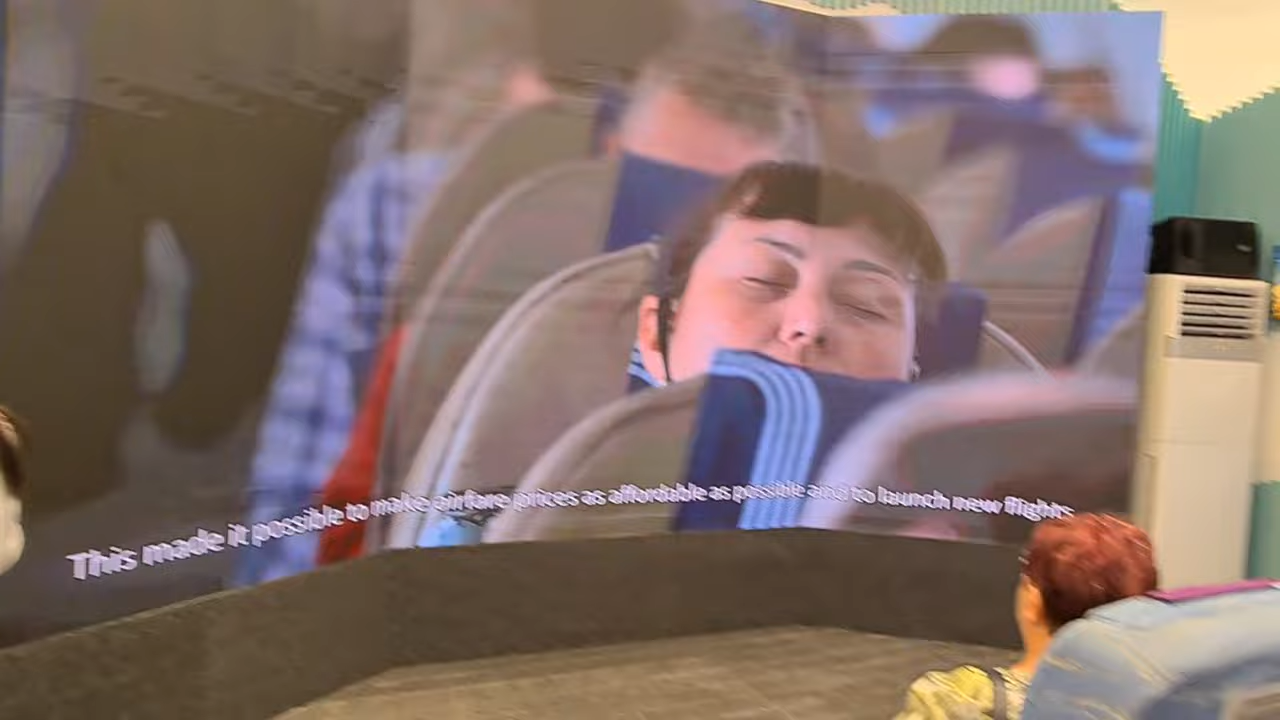 This made it possible to make airfare prices as affordable as possible and to launch new flights